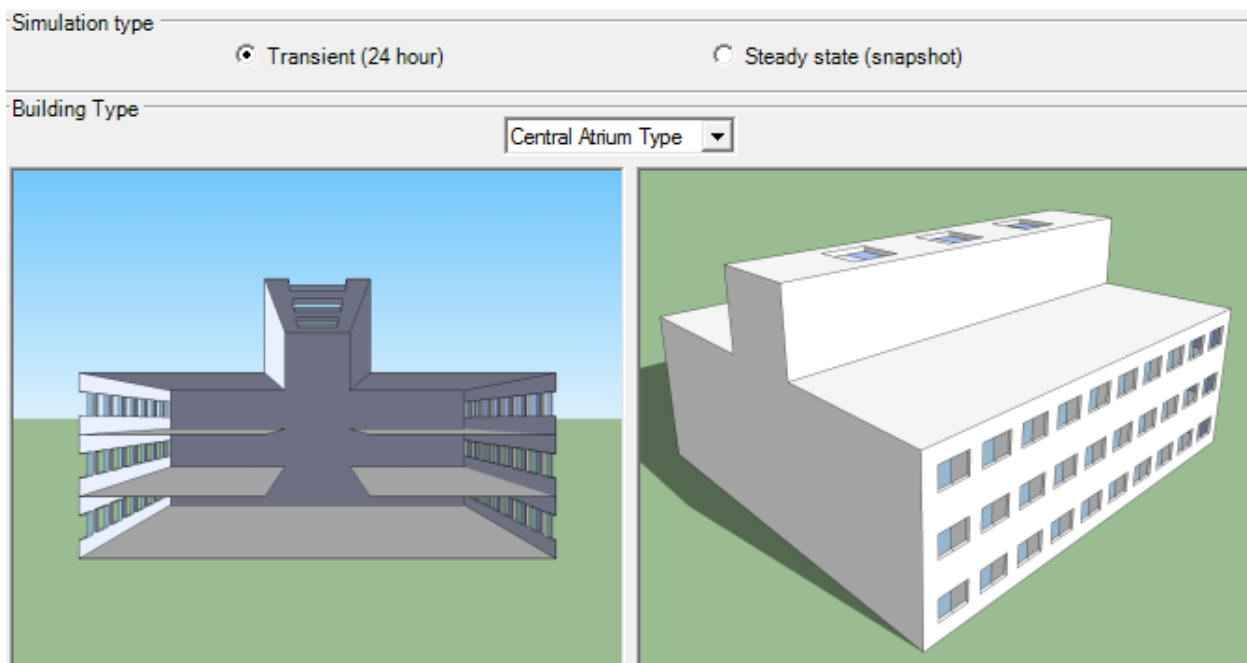 Simulation type
Transient (24 hour)
Steady state (snapshot)
Building Type
Central Atrium Type